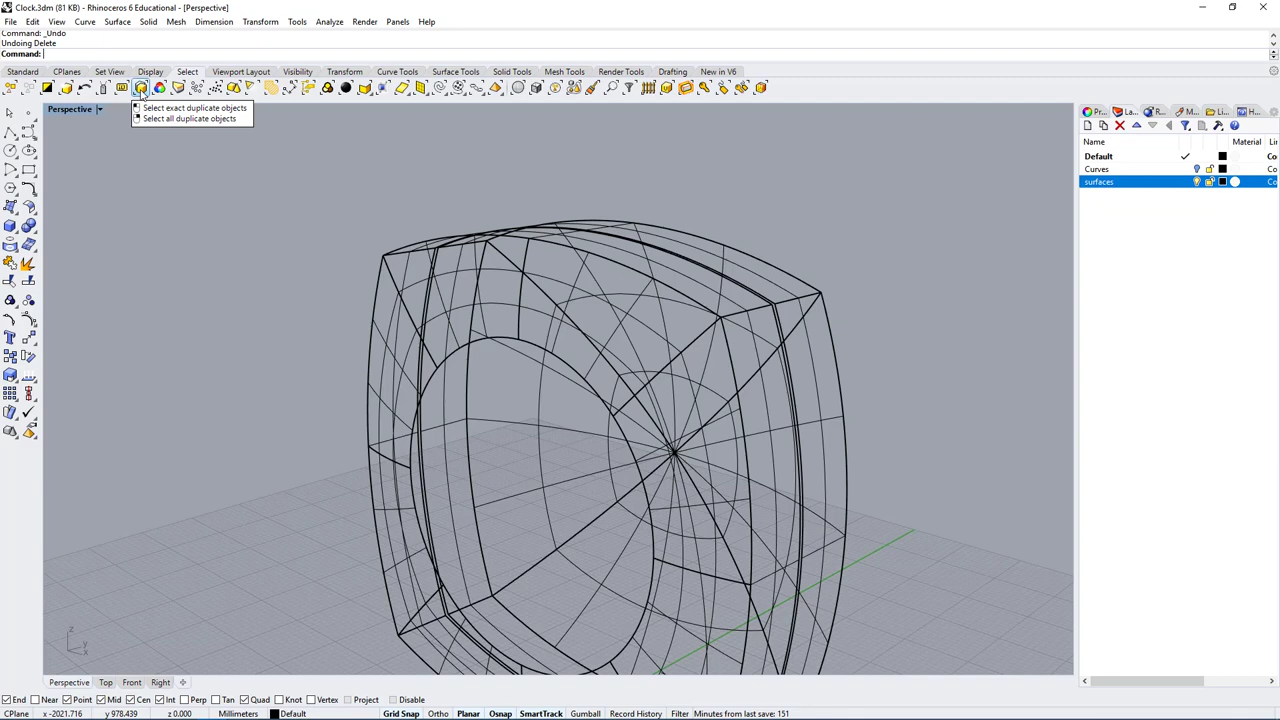 Clock.3dm (81 KB) - Rhinoceros 6 Educational - [Perspective]
File Edit View Curve Surface Solid Mesh Dimension Transform Tools Analyze Render Panels Help
Command: _Undo
Undoing Delete
Command:
Standard CPlanes Set View Display Select Viewport Layout Visibility Transform Curve Tools Surface Tools Solid Tools Mesh Tools Render Tools Drafting New in V6
Perspective
Select exact duplicate objects
Select all duplicate objects
Pr... La... R... M... Li... H...
Name Material Li
Default Co
Curves Co
surfaces Co
z
y
x
Perspective Top Front Right
End Near Point Mid Cen Int Perp Tan Quad Knot Vertex Project Disable
CPlane x -2021.716 y 978.439 z 0.000 Millimeters Default Grid Snap Ortho Planar Osnap SmartTrack Gumball Record History Filter Minutes from last save: 151